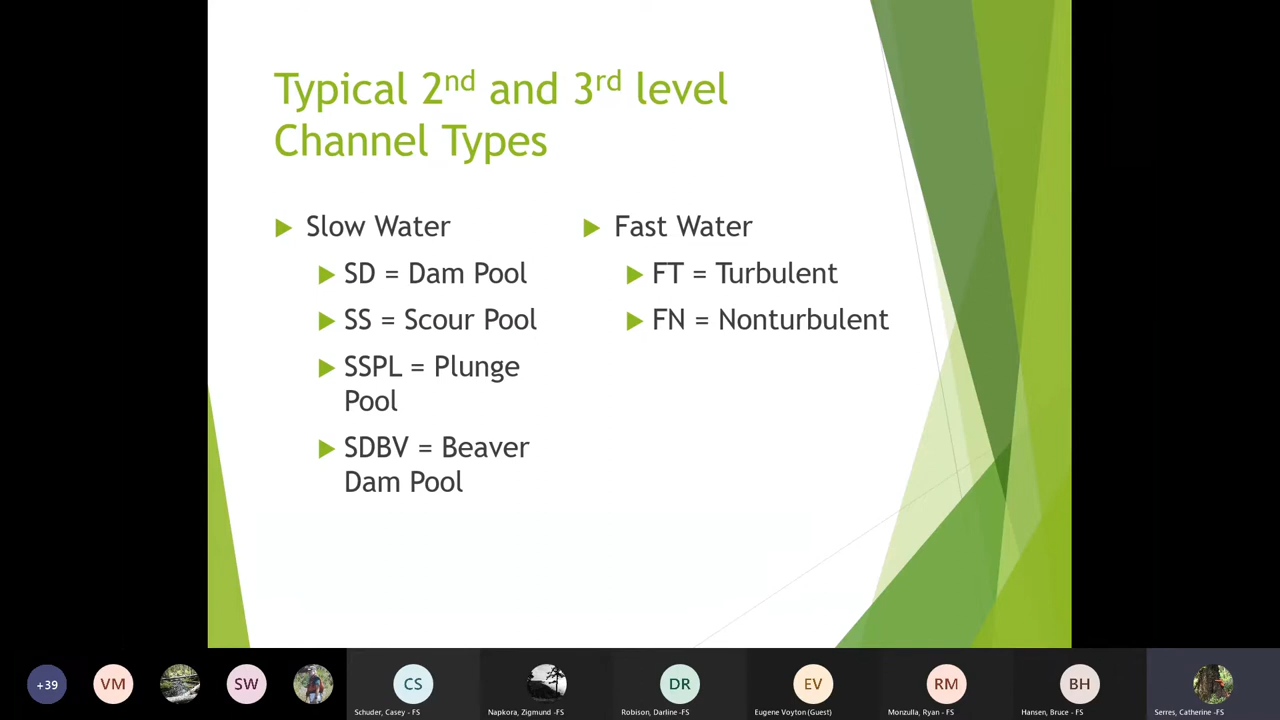 Typical 2nd and 3rd level
Channel Types
Slow Water
SD = Dam Pool
SS = Scour Pool
SSPL = Plunge
Pool
SDBV = Beaver
Dam Pool
Fast Water
FT = Turbulent
FN = Nonturbulent
+39
VM
SW
CS
DR
EV
RM
BH
Schuder, Casey - FS
Napkora, Zigmund -FS
Robison, Darline -FS
Eugene Voyton (Guest)
Monzulla, Ryan - FS
Hansen, Bruce - FS
Serres, Catherine -FS